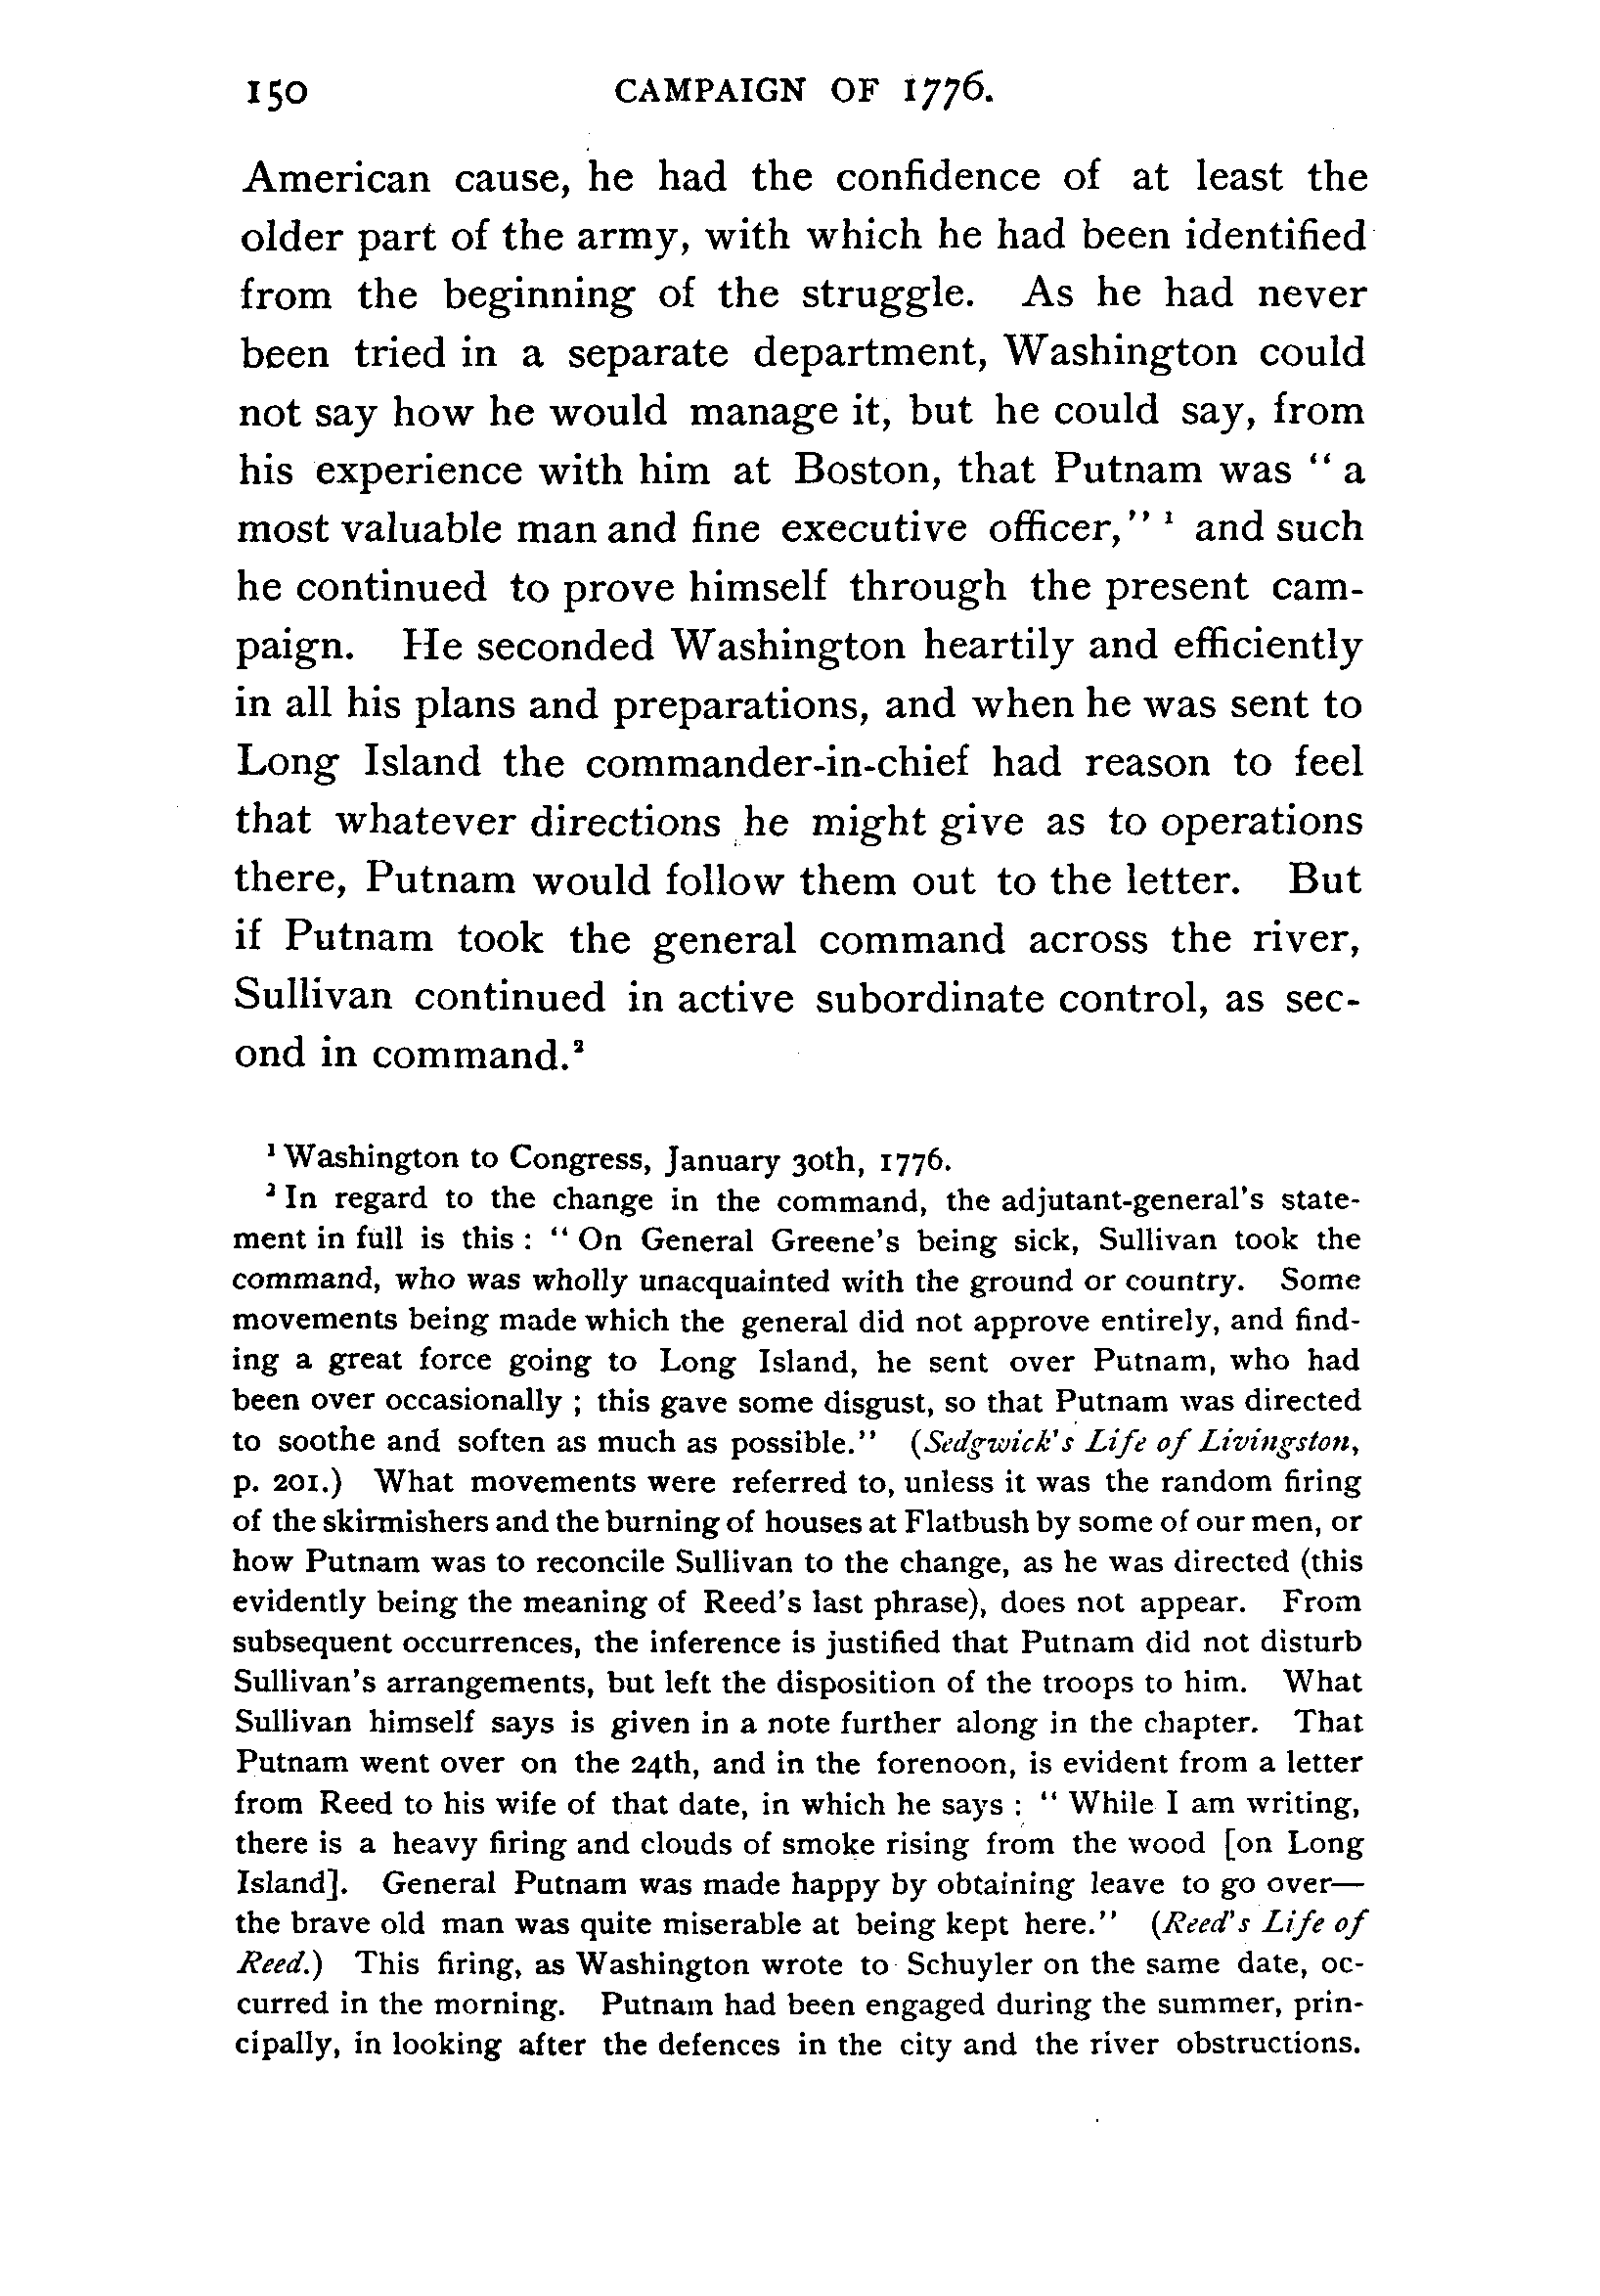 150 CAMPAIGN OF 1776.
American cause, he had the confidence of at least the
older part of the army, with which he had been identified
from the beginning of the struggle. As he had never
been tried in a separate department, Washington could
not say how he would manage it, but he could say, from
his experience with him at Boston, that Putnam was “ a
most valuable man and fine executive officer,” ¹ and such
he continued to prove himself through the present cam-
paign. He seconded Washington heartily and efficiently
in all his plans and preparations, and when he was sent to
Long Island the commander-in-chief had reason to feel
that whatever directions he might give as to operations
there, Putnam would follow them out to the letter. But
if Putnam took the general command across the river,
Sullivan continued in active subordinate control, as sec-
ond in command.²
¹ Washington to Congress, January 30th, 1776.
² In regard to the change in the command, the adjutant-general's state-
ment in full is this : “ On General Greene's being sick, Sullivan took the
command, who was wholly unacquainted with the ground or country. Some
movements being made which the general did not approve entirely, and find-
ing a great force going to Long Island, he sent over Putnam, who had
been over occasionally ; this gave some disgust, so that Putnam was directed
to soothe and soften as much as possible.” (Sedgwick's Life of Livingston,
p. 201.) What movements were referred to, unless it was the random firing
of the skirmishers and the burning of houses at Flatbush by some of our men, or
how Putnam was to reconcile Sullivan to the change, as he was directed (this
evidently being the meaning of Reed's last phrase), does not appear. From
subsequent occurrences, the inference is justified that Putnam did not disturb
Sullivan's arrangements, but left the disposition of the troops to him. What
Sullivan himself says is given in a note further along in the chapter. That
Putnam went over on the 24th, and in the forenoon, is evident from a letter
from Reed to his wife of that date, in which he says : “ While I am writing,
there is a heavy firing and clouds of smoke rising from the wood [on Long
Island]. General Putnam was made happy by obtaining leave to go over—
the brave old man was quite miserable at being kept here.” (Reed's Life of
Reed.) This firing, as Washington wrote to Schuyler on the same date, oc-
curred in the morning. Putnam had been engaged during the summer, prin-
cipally, in looking after the defences in the city and the river obstructions.